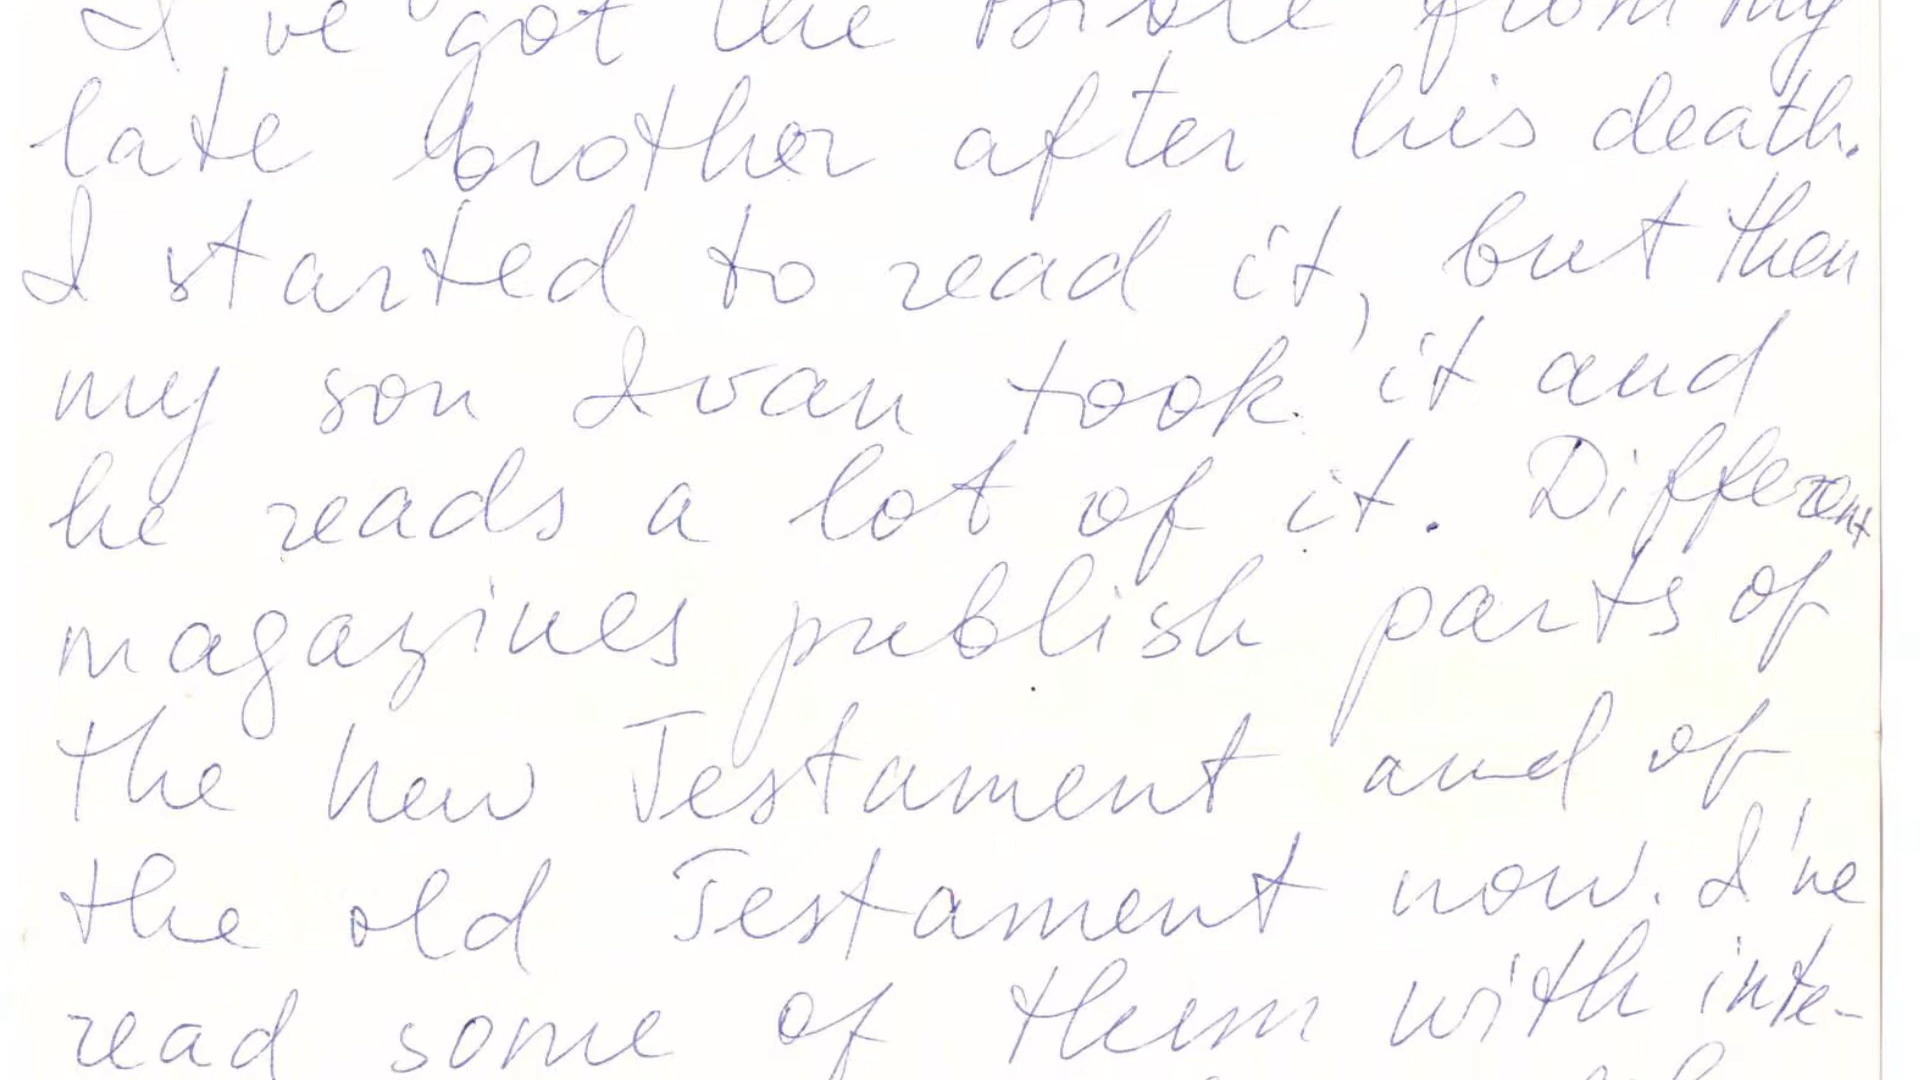 I've got the Bible from my
late brother after his death.
I started to read it, but then
my son Ivan took it and
he reads a lot of it. Different
magazines publish parts of
the New Testament and of
the old Testament now. I've
read some of them with inte-